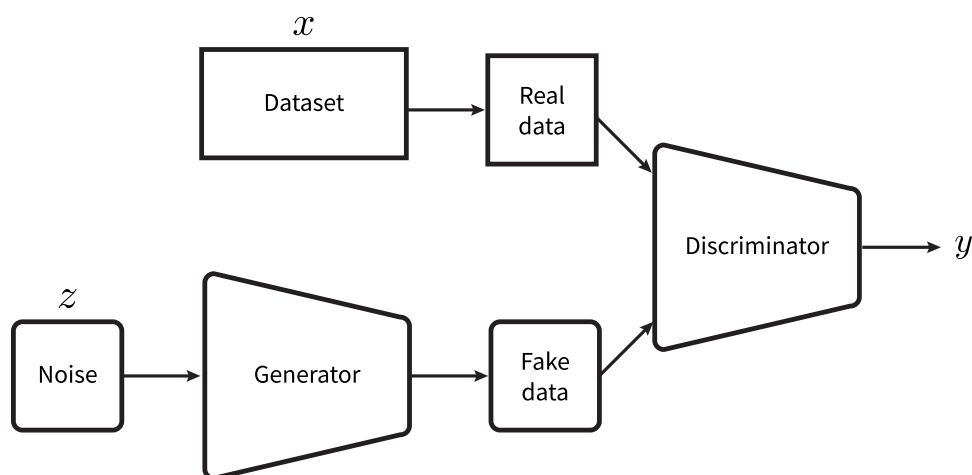 x
Dataset
Real
data
Discriminator
y
z
Noise
Generator
Fake
data